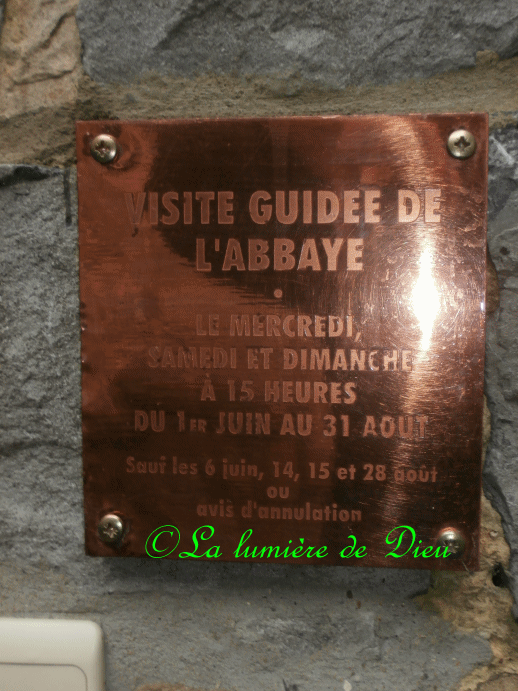 VISITE GUIDEE DE
L'ABBAYE
LE MERCREDI,
SAMEDI ET DIMANCHE
À 15 HEURES
DU 1ER JUIN AU 31 AOUT
Sauf les 6 juin, 14, 15 et 28 août
ou
avis d'annulation
©La lumière de Dieu